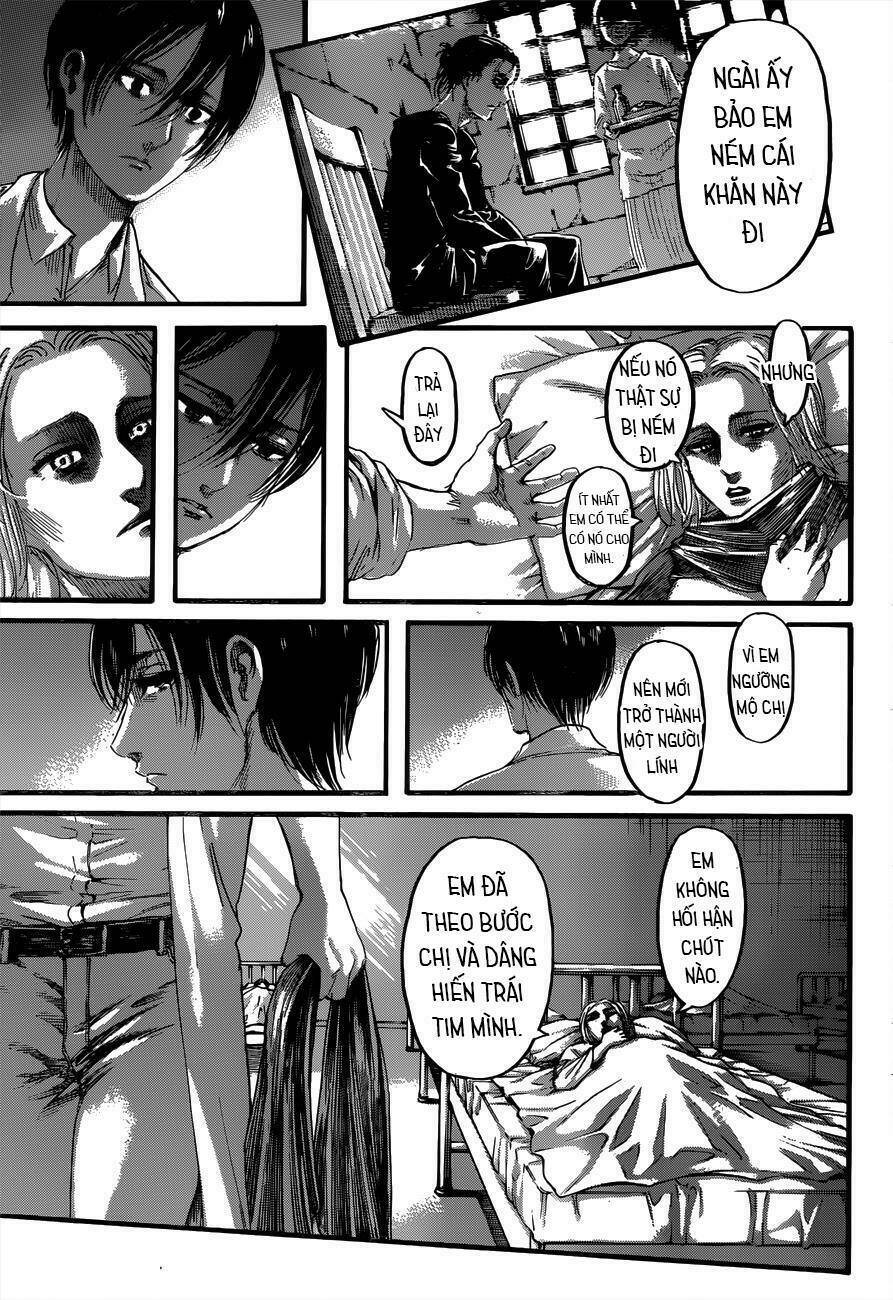 NGÀI ẤY
BẢO EM
NÉM CÁI
KHĂN NÀY
ĐI
NHƯNG
NẾU NÓ
THẬT SỰ
BỊ NÉM
ĐI
ÍT NHẤT
EM CÓ THỂ
CÓ NÓ CHO
MÌNH.
TRẢ
LẠI
ĐÂY
VÌ EM
NGƯỠNG
MỘ CHỊ
NÊN MỚI
TRỞ THÀNH
MỘT NGƯỜI
LÍNH
EM
KHÔNG
HỐI HẬN
CHÚT
NÀO.
EM ĐÃ
THEO BƯỚC
CHỊ VÀ DÂNG
HIẾN TRÁI
TIM MÌNH.